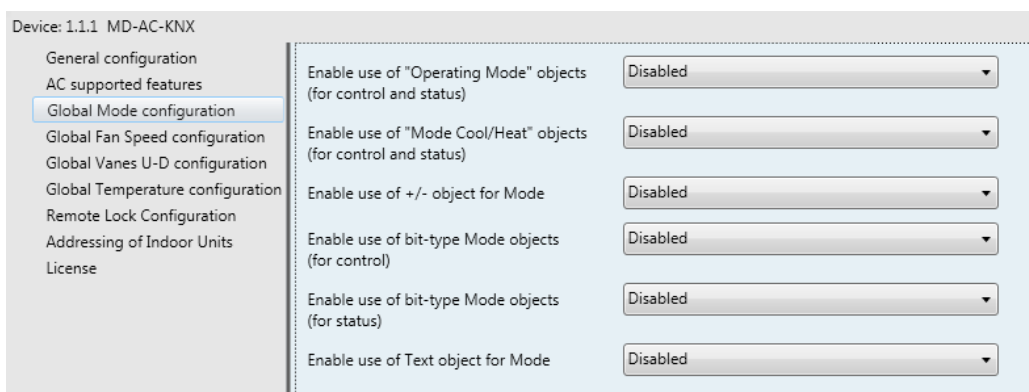 Device: 1.1.1 MD-AC-KNX
General configuration
AC supported features
Global Mode configuration
Global Fan Speed configuration
Global Vanes U-D configuration
Global Temperature configuration
Remote Lock Configuration
Addressing of Indoor Units
License
Enable use of "Operating Mode" objects
(for control and status)
Disabled
Enable use of "Mode Cool/Heat" objects
(for control and status)
Disabled
Enable use of +/- object for Mode
Disabled
Enable use of bit-type Mode objects
(for control)
Disabled
Enable use of bit-type Mode objects
(for status)
Disabled
Enable use of Text object for Mode
Disabled